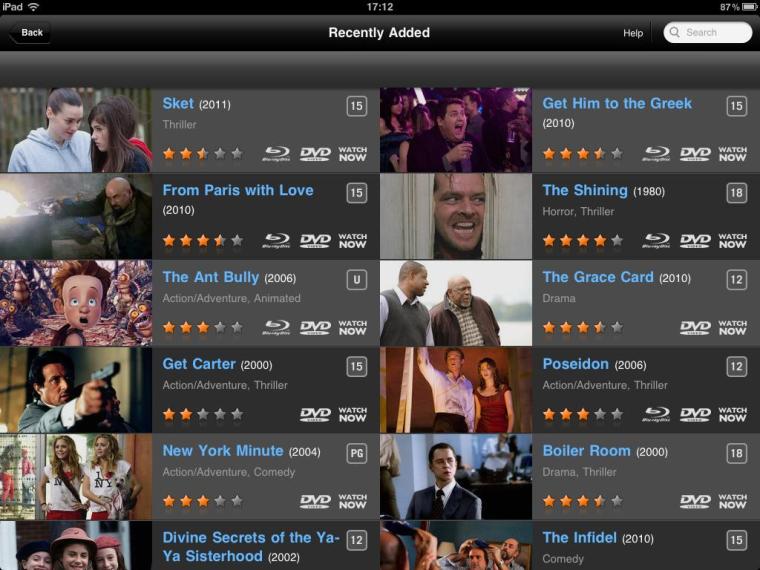 iPad 17:12 87%
Back Recently Added Help Search
Sket (2011) 15
Thriller
Blu-ray Disc DVD VIDEO WATCH NOW
Get Him to the Greek 15
(2010)
Blu-ray Disc DVD VIDEO WATCH NOW
From Paris with Love 15
(2010)
Blu-ray Disc DVD VIDEO WATCH NOW
The Shining (1980) 18
Horror, Thriller
Blu-ray Disc DVD VIDEO WATCH NOW
The Ant Bully (2006) U
Action/Adventure, Animated
Blu-ray Disc DVD VIDEO WATCH NOW
The Grace Card (2010) 12
Drama
DVD VIDEO WATCH NOW
Get Carter (2000) 15
Action/Adventure, Thriller
DVD VIDEO WATCH NOW
Poseidon (2006) 12
Action/Adventure, Thriller
Blu-ray Disc DVD VIDEO WATCH NOW
New York Minute (2004) PG
Action/Adventure, Comedy
DVD VIDEO WATCH NOW
Boiler Room (2000) 18
Drama, Thriller
DVD VIDEO WATCH NOW
Divine Secrets of the Ya- 12
Ya Sisterhood (2002)
The Infidel (2010) 15
Comedy